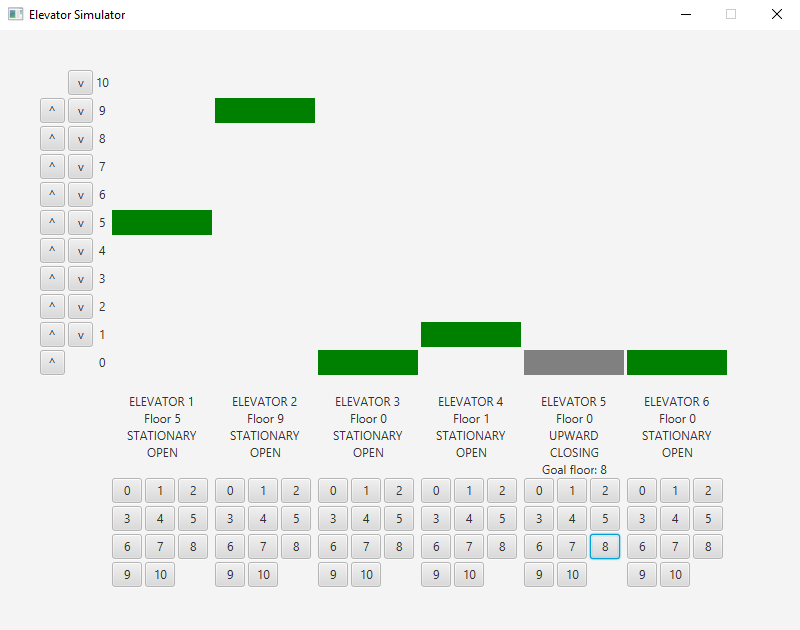 Elevator Simulator
v 10
^ v 9
^ v 8
^ v 7
^ v 6
^ v 5
^ v 4
^ v 3
^ v 2
^ v 1
^ 0
ELEVATOR 1 ELEVATOR 2 ELEVATOR 3 ELEVATOR 4 ELEVATOR 5 ELEVATOR 6
Floor 5 Floor 9 Floor 0 Floor 1 Floor 0 Floor 0
STATIONARY STATIONARY STATIONARY STATIONARY UPWARD STATIONARY
OPEN OPEN OPEN OPEN CLOSING OPEN
Goal floor: 8
0 1 2 0 1 2 0 1 2 0 1 2 0 1 2 0 1 2
3 4 5 3 4 5 3 4 5 3 4 5 3 4 5 3 4 5
6 7 8 6 7 8 6 7 8 6 7 8 6 7 8 6 7 8
9 10 9 10 9 10 9 10 9 10 9 10